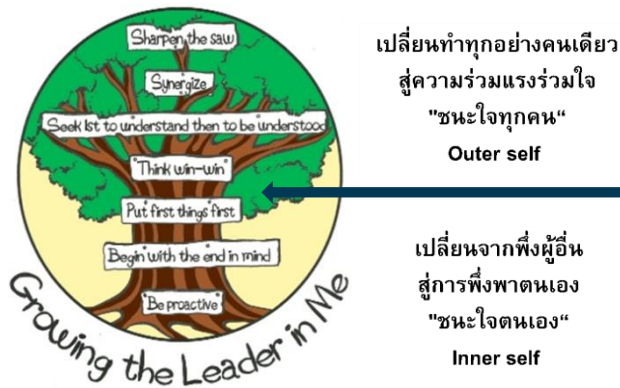 Sharpen the saw
Synergize
Seek 1st to understand then to be understood
"Think win-win"
Put first things first
Begin with the end in mind
"Be proactive"
Growing the Leader in Me
เปลี่ยนทำทุกอย่างคนเดียว
สู่ความร่วมแรงร่วมใจ
"ชนะใจทุกคน“
Outer self
เปลี่ยนจากพึ่งผู้อื่น
สู่การพึ่งพาตนเอง
"ชนะใจตนเอง“
Inner self